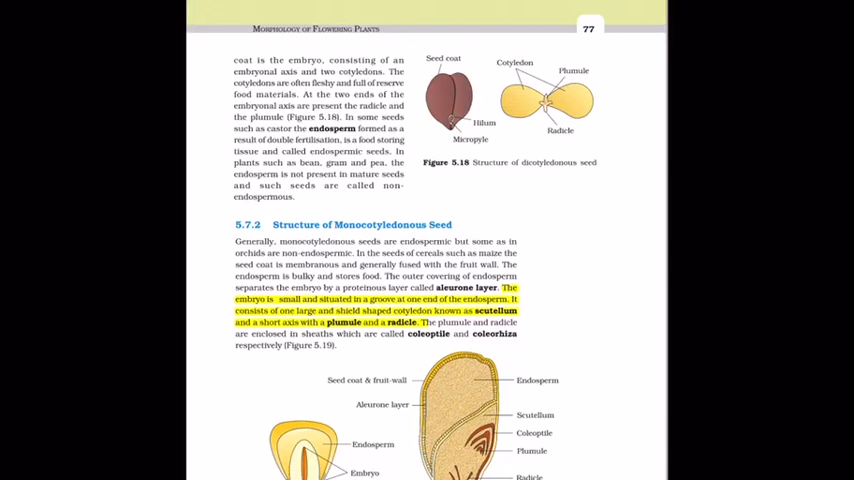 MORPHOLOGY OF FLOWERING PLANTS
77
coat is the embryo, consisting of an
embryonal axis and two cotyledons. The
cotyledons are often fleshy and full of reserve
food materials. At the two ends of the
embryonal axis are present the radicle and
the plumule (Figure 5.18). In some seeds
such as castor the endosperm formed as a
result of double fertilisation, is a food storing
tissue and called endospermic seeds. In
plants such as bean, gram and pea, the
endosperm is not present in mature seeds
and such seeds are called non-
endospermous.
Seed coat
Cotyledon
Plumule
Hilum
Micropyle
Radicle
Figure 5.18 Structure of dicotyledonous seed
5.7.2 Structure of Monocotyledonous Seed
Generally, monocotyledonous seeds are endospermic but some as in
orchids are non-endospermic. In the seeds of cereals such as maize the
seed coat is membranous and generally fused with the fruit wall. The
endosperm is bulky and stores food. The outer covering of endosperm
separates the embryo by a proteinous layer called aleurone layer. The
embryo is small and situated in a groove at one end of the endosperm. It
consists of one large and shield shaped cotyledon known as scutellum
and a short axis with a plumule and a radicle. The plumule and radicle
are enclosed in sheaths which are called coleoptile and coleorhiza
respectively (Figure 5.19).
Seed coat & fruit-wall
Endosperm
Aleurone layer
Scutellum
Coleoptile
Endosperm
Plumule
Embryo
Radicle